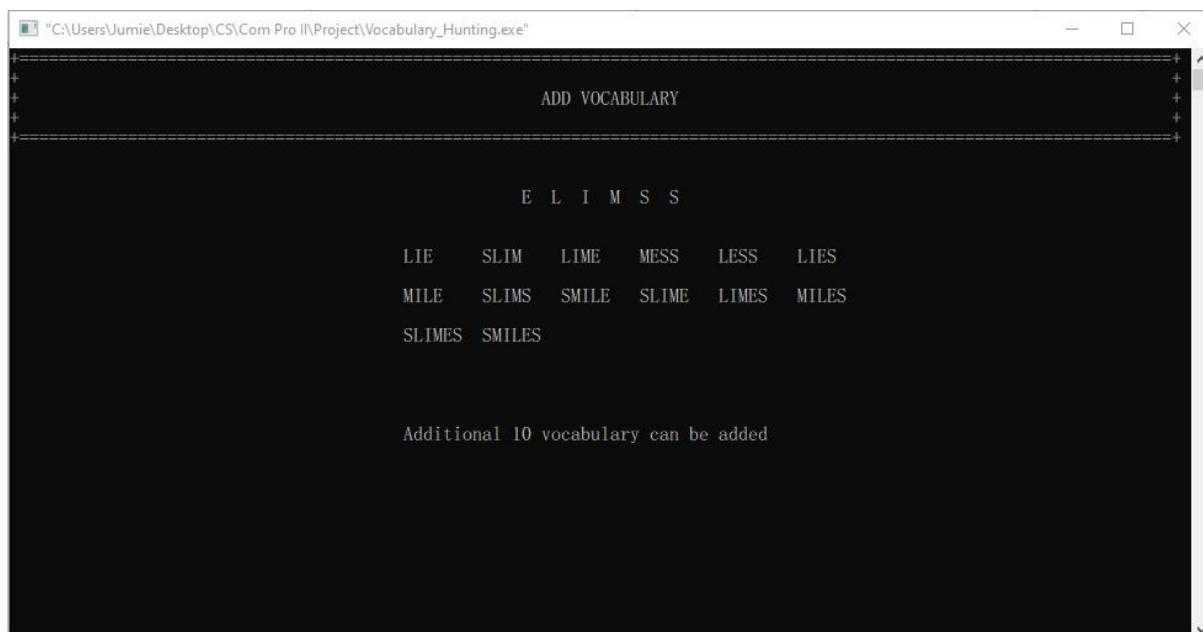 "C:\Users\Jumie\Desktop\CS\Com Pro II\Project\Vocabulary_Hunting.exe"
ADD VOCABULARY
E L I M S S
LIE SLIM LIME MESS LESS LIES
MILE SLIMS SMILE SLIME LIMES MILES
SLIMES SMILES
Additional 10 vocabulary can be added